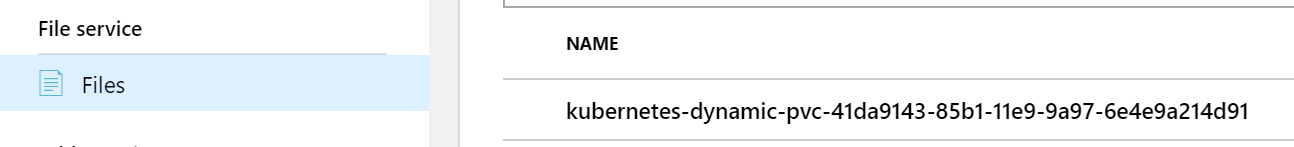 File service
Files
NAME
kubernetes-dynamic-pvc-41da9143-85b1-11e9-9a97-6e4e9a214d91